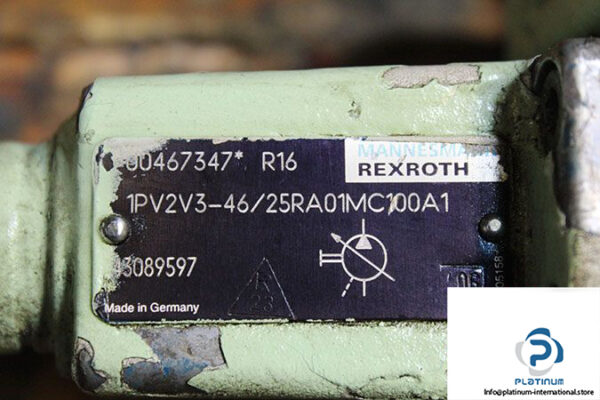 00467347* R16
MANNESMANN
REXROTH
1PV2V3-46/25RA01MC100A1
3089597
Made in Germany
PLATINUM
Info@platinum-international.store